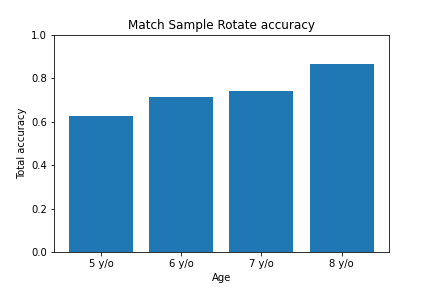 Match Sample Rotate accuracy
1.0
0.8
0.6
0.4
0.2
0.0
Total accuracy
5 y/o
6 y/o
7 y/o
8 y/o
Age